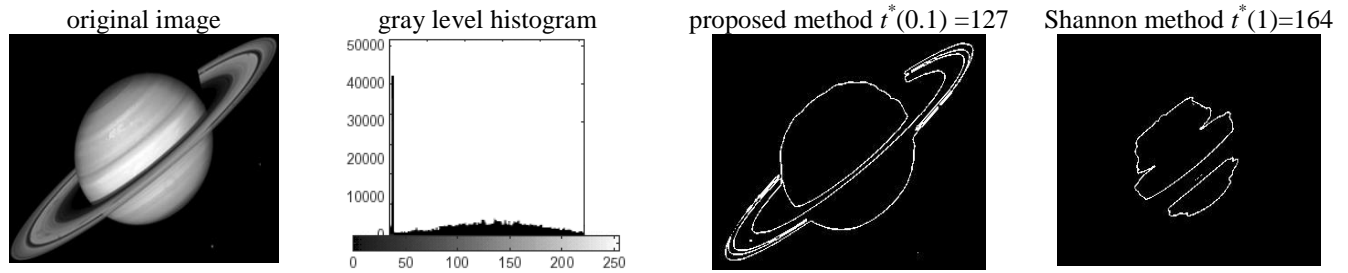 original image
gray level histogram
proposed method t*(0.1) =127
Shannon method t*(1)=164
50000
40000
30000
20000
10000
0
0 50 100 150 200 250